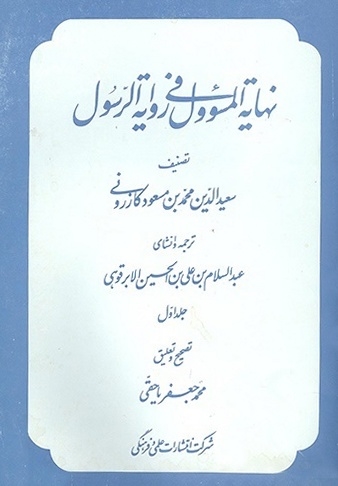 نهایة المسؤول فی روایة الرسول
تصنیف
سعیدالدین محمد بن مسعود کازرونی
ترجمه و انشای
عبدالسلام بن علی بن الحسین الابرقوهی
جلد اول
تصحیح و تعلیق
محمد جعفر یاحقی
شرکت انتشارات علمی و فرهنگی